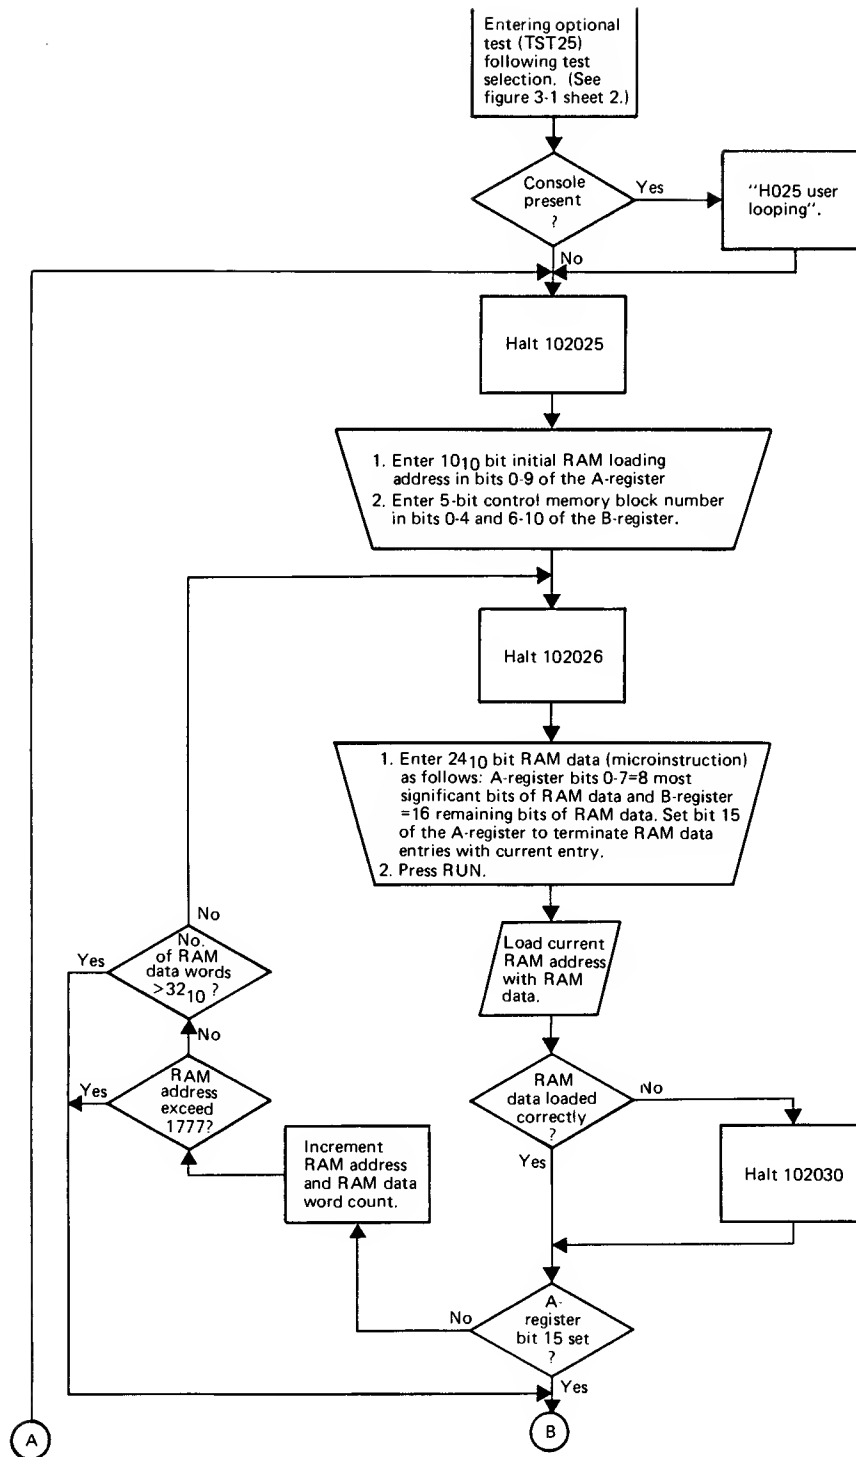 Entering optional
test (TST25)
following test
selection. (See
figure 3-1 sheet 2.)
Console
present
?
Yes
"H025 user
looping".
No
Halt 102025
1. Enter 10₁₀ bit initial RAM loading
address in bits 0-9 of the A-register
2. Enter 5-bit control memory block number
in bits 0-4 and 6-10 of the B-register.
Halt 102026
1. Enter 24₁₀ bit RAM data (microinstruction)
as follows: A-register bits 0-7=8 most
significant bits of RAM data and B-register
=16 remaining bits of RAM data. Set bit 15
of the A-register to terminate RAM data
entries with current entry.
2. Press RUN.
No
No.
of RAM
data words
>32₁₀ ?
Yes
Load current
RAM address
with RAM
data.
No
RAM
address
exceed
1777?
Yes
RAM
data loaded
correctly
?
No
Yes
Increment
RAM address
and RAM data
word count.
Halt 102030
No
A-
register
bit 15 set
?
Yes
A
B